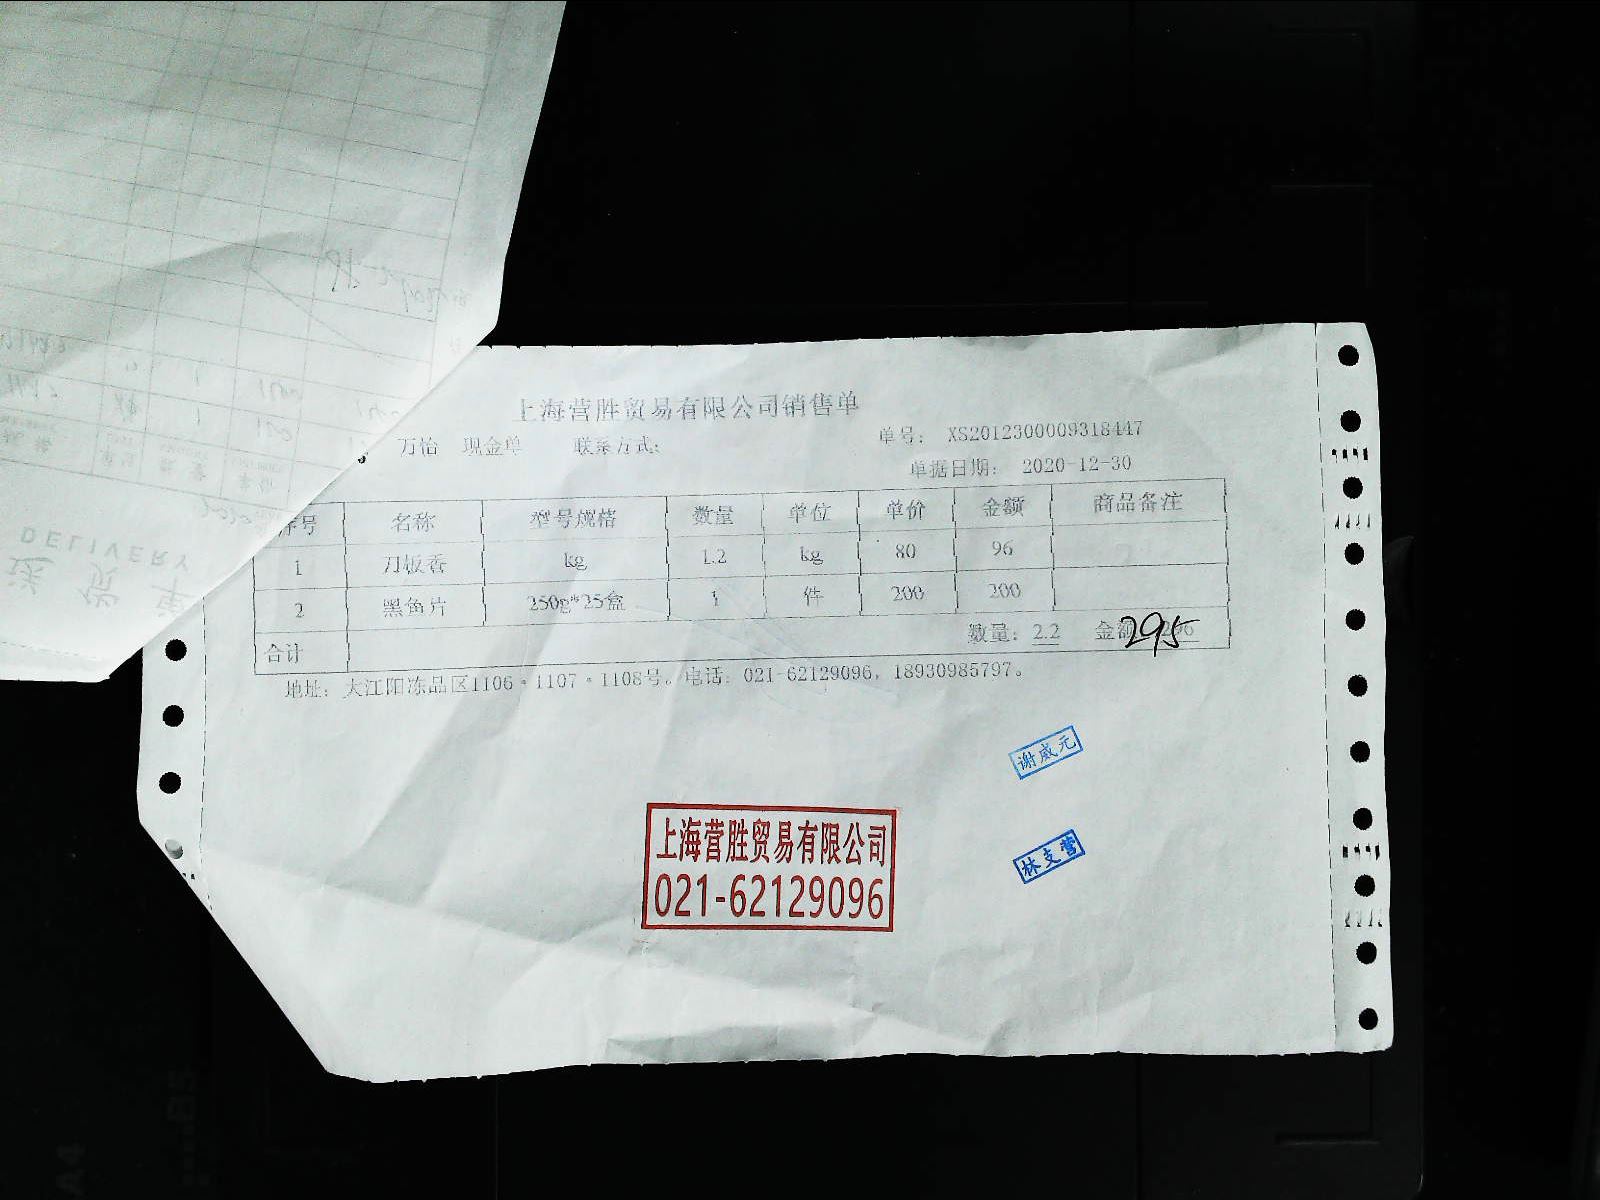 上海营胜贸易有限公司销售单
万怡 现金单 联系方式:
单号: XS2012300009318447
单据日期: 2020-12-30
序号 名称 型号规格 数量 单位 单价 金额 商品备注
1 刀板香 kg 1.2 kg 80 96
2 黑鱼片 250g*25盒 1 件 200 200
合计 数量: 2.2 金额 295
地址: 大江阳冻品区1106·1107·1108号。电话: 021-62129096, 18930985797。
谢威元
上海营胜贸易有限公司
021-62129096
林支营
送货单
DELIVERY